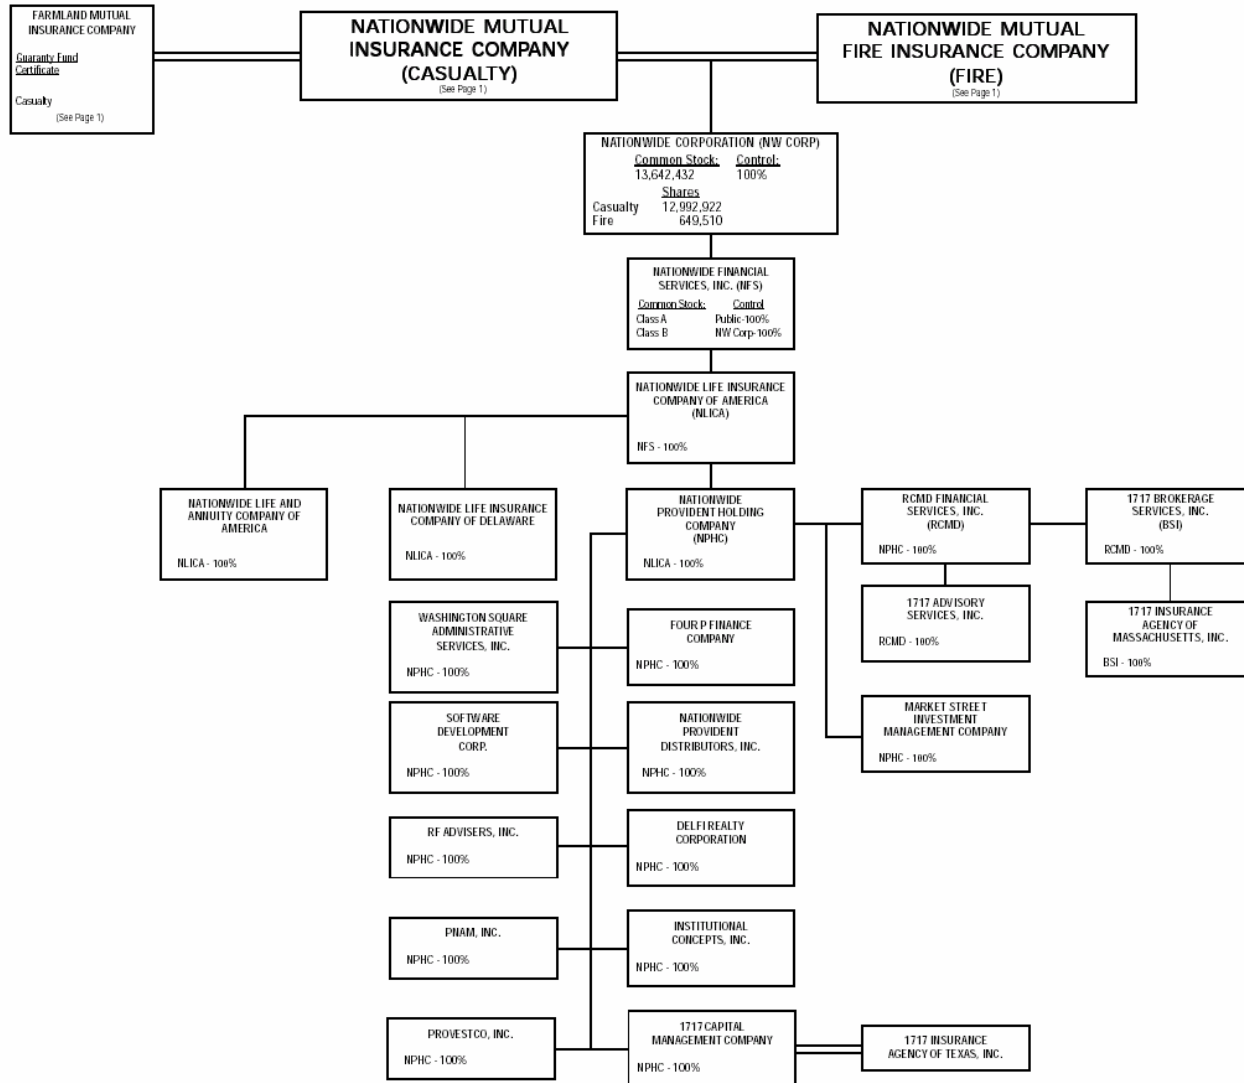 FARMLAND MUTUAL
INSURANCE COMPANY
Guaranty Fund
Certificate
Casualty
(See Page 1)
NATIONWIDE MUTUAL
INSURANCE COMPANY
(CASUALTY)
(See Page 1)
NATIONWIDE MUTUAL
FIRE INSURANCE COMPANY
(FIRE)
(See Page 1)
NATIONWIDE CORPORATION (NW CORP)
Common Stock: Control:
13,642,432 100%
Shares
Casualty 12,992,922
Fire 649,510
NATIONWIDE FINANCIAL
SERVICES, INC. (NFS)
Common Stock: Control
Class A Public-100%
Class B NW Corp-100%
NATIONWIDE LIFE INSURANCE
COMPANY OF AMERICA
(NLICA)
NFS - 100%
NATIONWIDE LIFE AND
ANNUITY COMPANY OF
AMERICA
NLICA - 100%
NATIONWIDE LIFE INSURANCE
COMPANY OF DELAWARE
NLICA - 100%
NATIONWIDE
PROVIDENT HOLDING
COMPANY
(NPHC)
NLICA - 100%
RCMD FINANCIAL
SERVICES, INC.
(RCMD)
NPHC - 100%
1717 BROKERAGE
SERVICES, INC.
(BSI)
RCMD - 100%
WASHINGTON SQUARE
ADMINISTRATIVE
SERVICES, INC.
NPHC - 100%
FOUR P FINANCE
COMPANY
NPHC - 100%
1717 ADVISORY
SERVICES, INC.
RCMD - 100%
1717 INSURANCE
AGENCY OF
MASSACHUSETTS, INC.
BSI - 100%
SOFTWARE
DEVELOPMENT
CORP.
NPHC - 100%
NATIONWIDE
PROVIDENT
DISTRIBUTORS, INC.
NPHC - 100%
MARKET STREET
INVESTMENT
MANAGEMENT COMPANY
NPHC - 100%
RF ADVISERS, INC.
NPHC - 100%
DELFI REALTY
CORPORATION
NPHC - 100%
PNAM, INC.
NPHC - 100%
INSTITUTIONAL
CONCEPTS, INC.
NPHC - 100%
PROVESTCO, INC.
NPHC - 100%
1717 CAPITAL
MANAGEMENT COMPANY
NPHC - 100%
1717 INSURANCE
AGENCY OF TEXAS, INC.